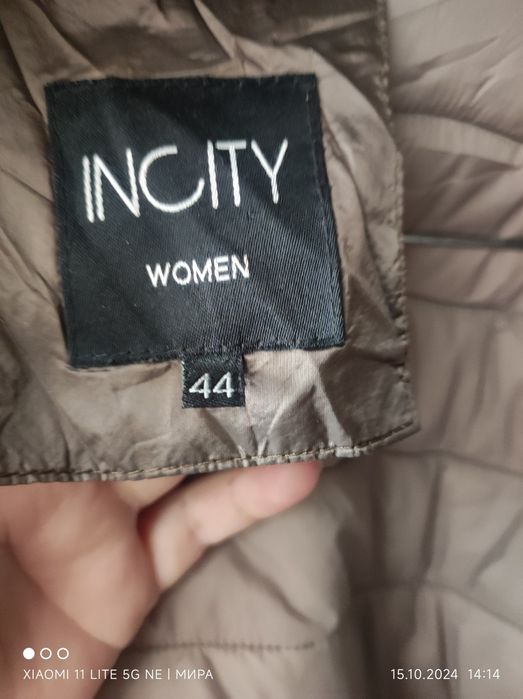 INCITY
WOMEN
44
XIAOMI 11 LITE 5G NE | МИРА
15.10.2024 14:14